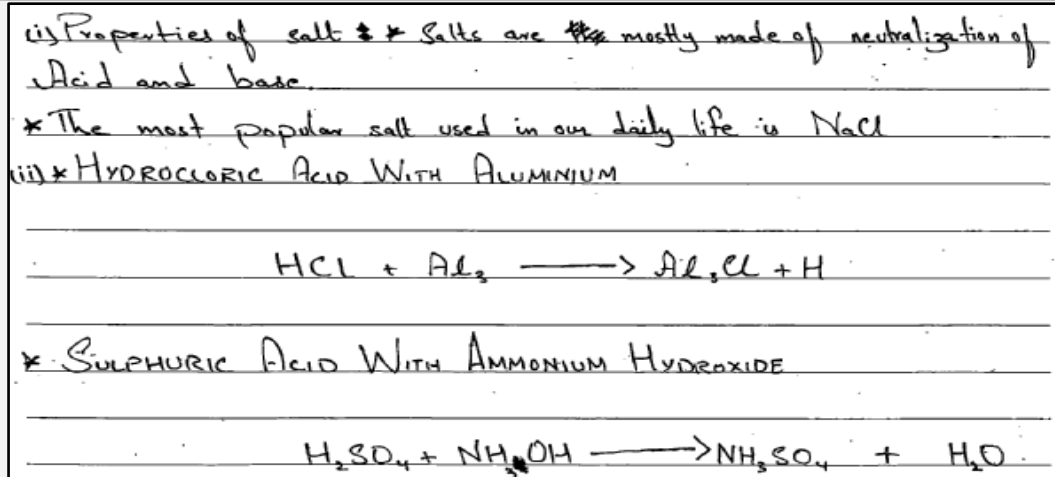 (i) Properties of salt : * Salts are mostly made of neutralization of
Acid and base.
* The most popular salt used in our daily life is NaCl
(ii) * HYDROCLORIC ACID WITH ALUMINIUM
HCl + Al₃ ⟶ Al₃Cl + H
* SULPHURIC ACID WITH AMMONIUM HYDROXIDE
H₂SO₄ + NH₃OH ⟶ NH₃SO₄ + H₂O